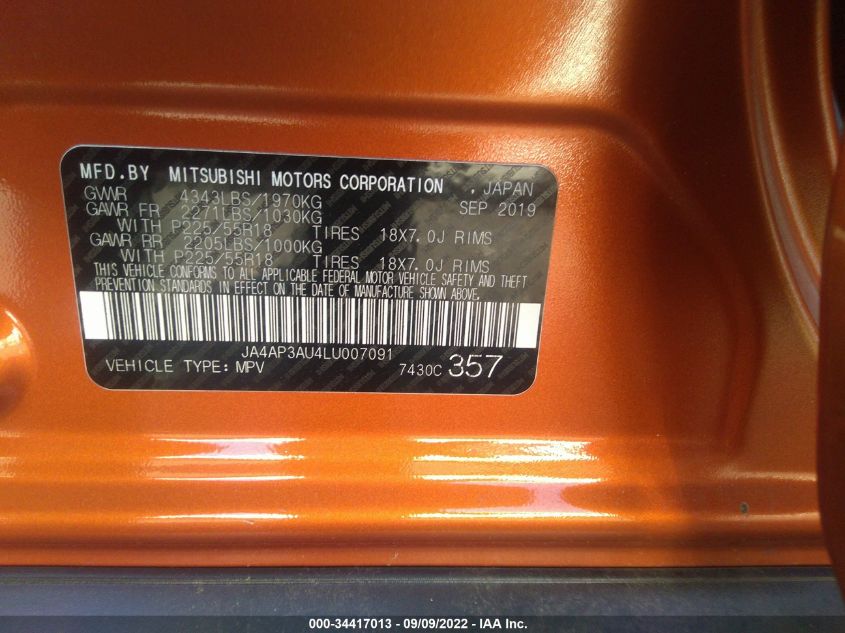 MFD.BY MITSUBISHI MOTORS CORPORATION , JAPAN
GVWR 4343LBS/1970KG SEP 2019
GAWR FR 2271LBS/1030KG
WITH P225/55R18 TIRES 18X7.0J RIMS
GAWR RR 2205LBS/1000KG
WITH P225/55R18 TIRES 18X7.0J RIMS
THIS VEHICLE CONFORMS TO ALL APPLICABLE FEDERAL MOTOR VEHICLE SAFETY AND THEFT
PREVENTION STANDARDS IN EFFECT ON THE DATE OF MANUFACTURE SHOWN ABOVE.
JA4AP3AU4LU007091
VEHICLE TYPE: MPV 7430C 357
000-34417013 - 09/09/2022 - IAA Inc.